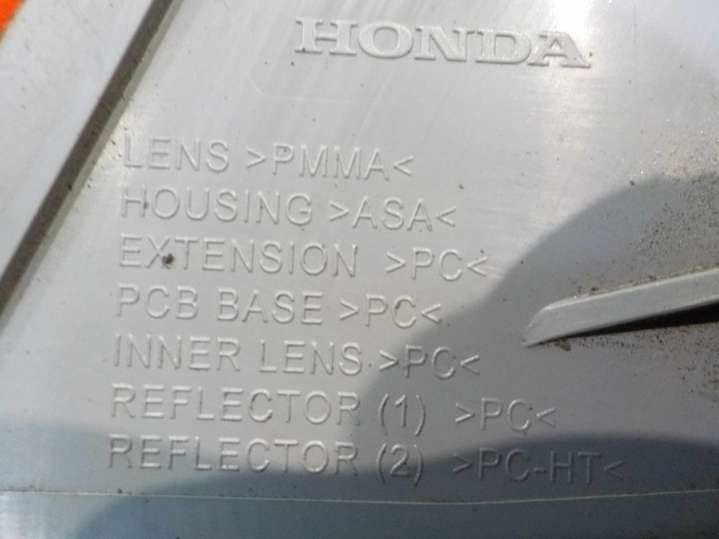 HONDA
LENS >PMMA<
HOUSING >ASA<
EXTENSION >PC<
PCB BASE >PC<
INNER LENS >PC<
REFLECTOR (1) >PC<
REFLECTOR (2) >PC-HT<